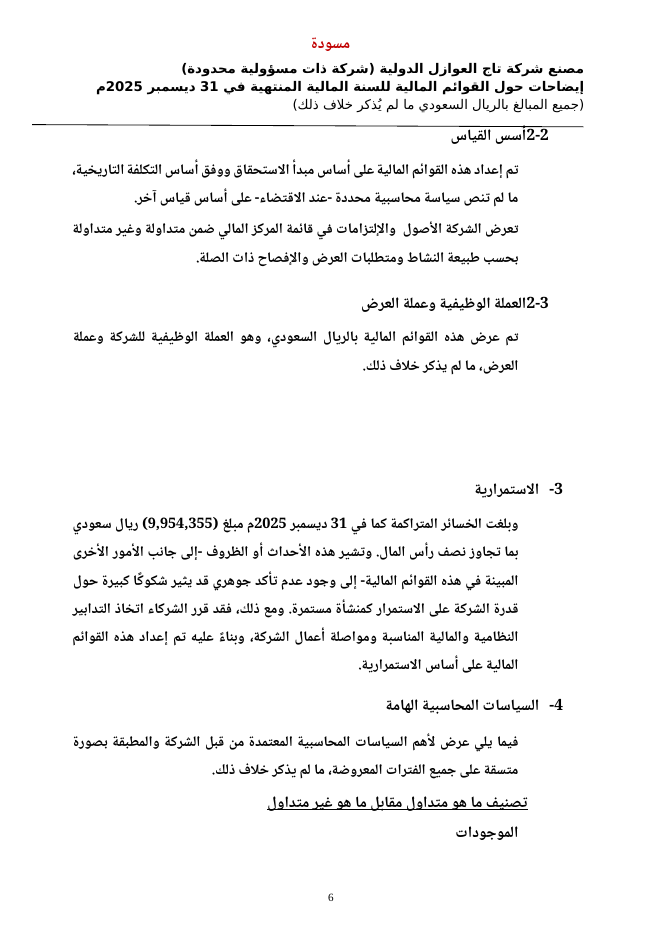 مسودة
مصنع شركة تاج العوازل الدولية (شركة ذات مسؤولية محدودة)
إيضاحات حول القوائم المالية للسنة المالية المنتهية في 31 ديسمبر 2025م
(جميع المبالغ بالريال السعودي ما لم يُذكر خلاف ذلك)
2-2أسس القياس
تم إعداد هذه القوائم المالية على أساس مبدأ الاستحقاق ووفق أساس التكلفة التاريخية،
ما لم تنص سياسة محاسبية محددة -عند الاقتضاء- على أساس قياس آخر.
تعرض الشركة الأصول والإلتزامات في قائمة المركز المالي ضمن متداولة وغير متداولة
بحسب طبيعة النشاط ومتطلبات العرض والإفصاح ذات الصلة.
2-3العملة الوظيفية وعملة العرض
تم عرض هذه القوائم المالية بالريال السعودي، وهو العملة الوظيفية للشركة وعملة
العرض، ما لم يذكر خلاف ذلك.
3- الاستمرارية
وبلغت الخسائر المتراكمة كما في 31 ديسمبر 2025م مبلغ (9,954,355) ريال سعودي
بما تجاوز نصف رأس المال. وتشير هذه الأحداث أو الظروف -إلى جانب الأمور الأخرى
المبينة في هذه القوائم المالية- إلى وجود عدم تأكد جوهري قد يثير شكوكًا كبيرة حول
قدرة الشركة على الاستمرار كمنشأة مستمرة. ومع ذلك، فقد قرر الشركاء اتخاذ التدابير
النظامية والمالية المناسبة ومواصلة أعمال الشركة، وبناءً عليه تم إعداد هذه القوائم
المالية على أساس الاستمرارية.
4- السياسات المحاسبية الهامة
فيما يلي عرض لأهم السياسات المحاسبية المعتمدة من قبل الشركة والمطبقة بصورة
متسقة على جميع الفترات المعروضة، ما لم يذكر خلاف ذلك.
تصنيف ما هو متداول مقابل ما هو غير متداول
الموجودات
6